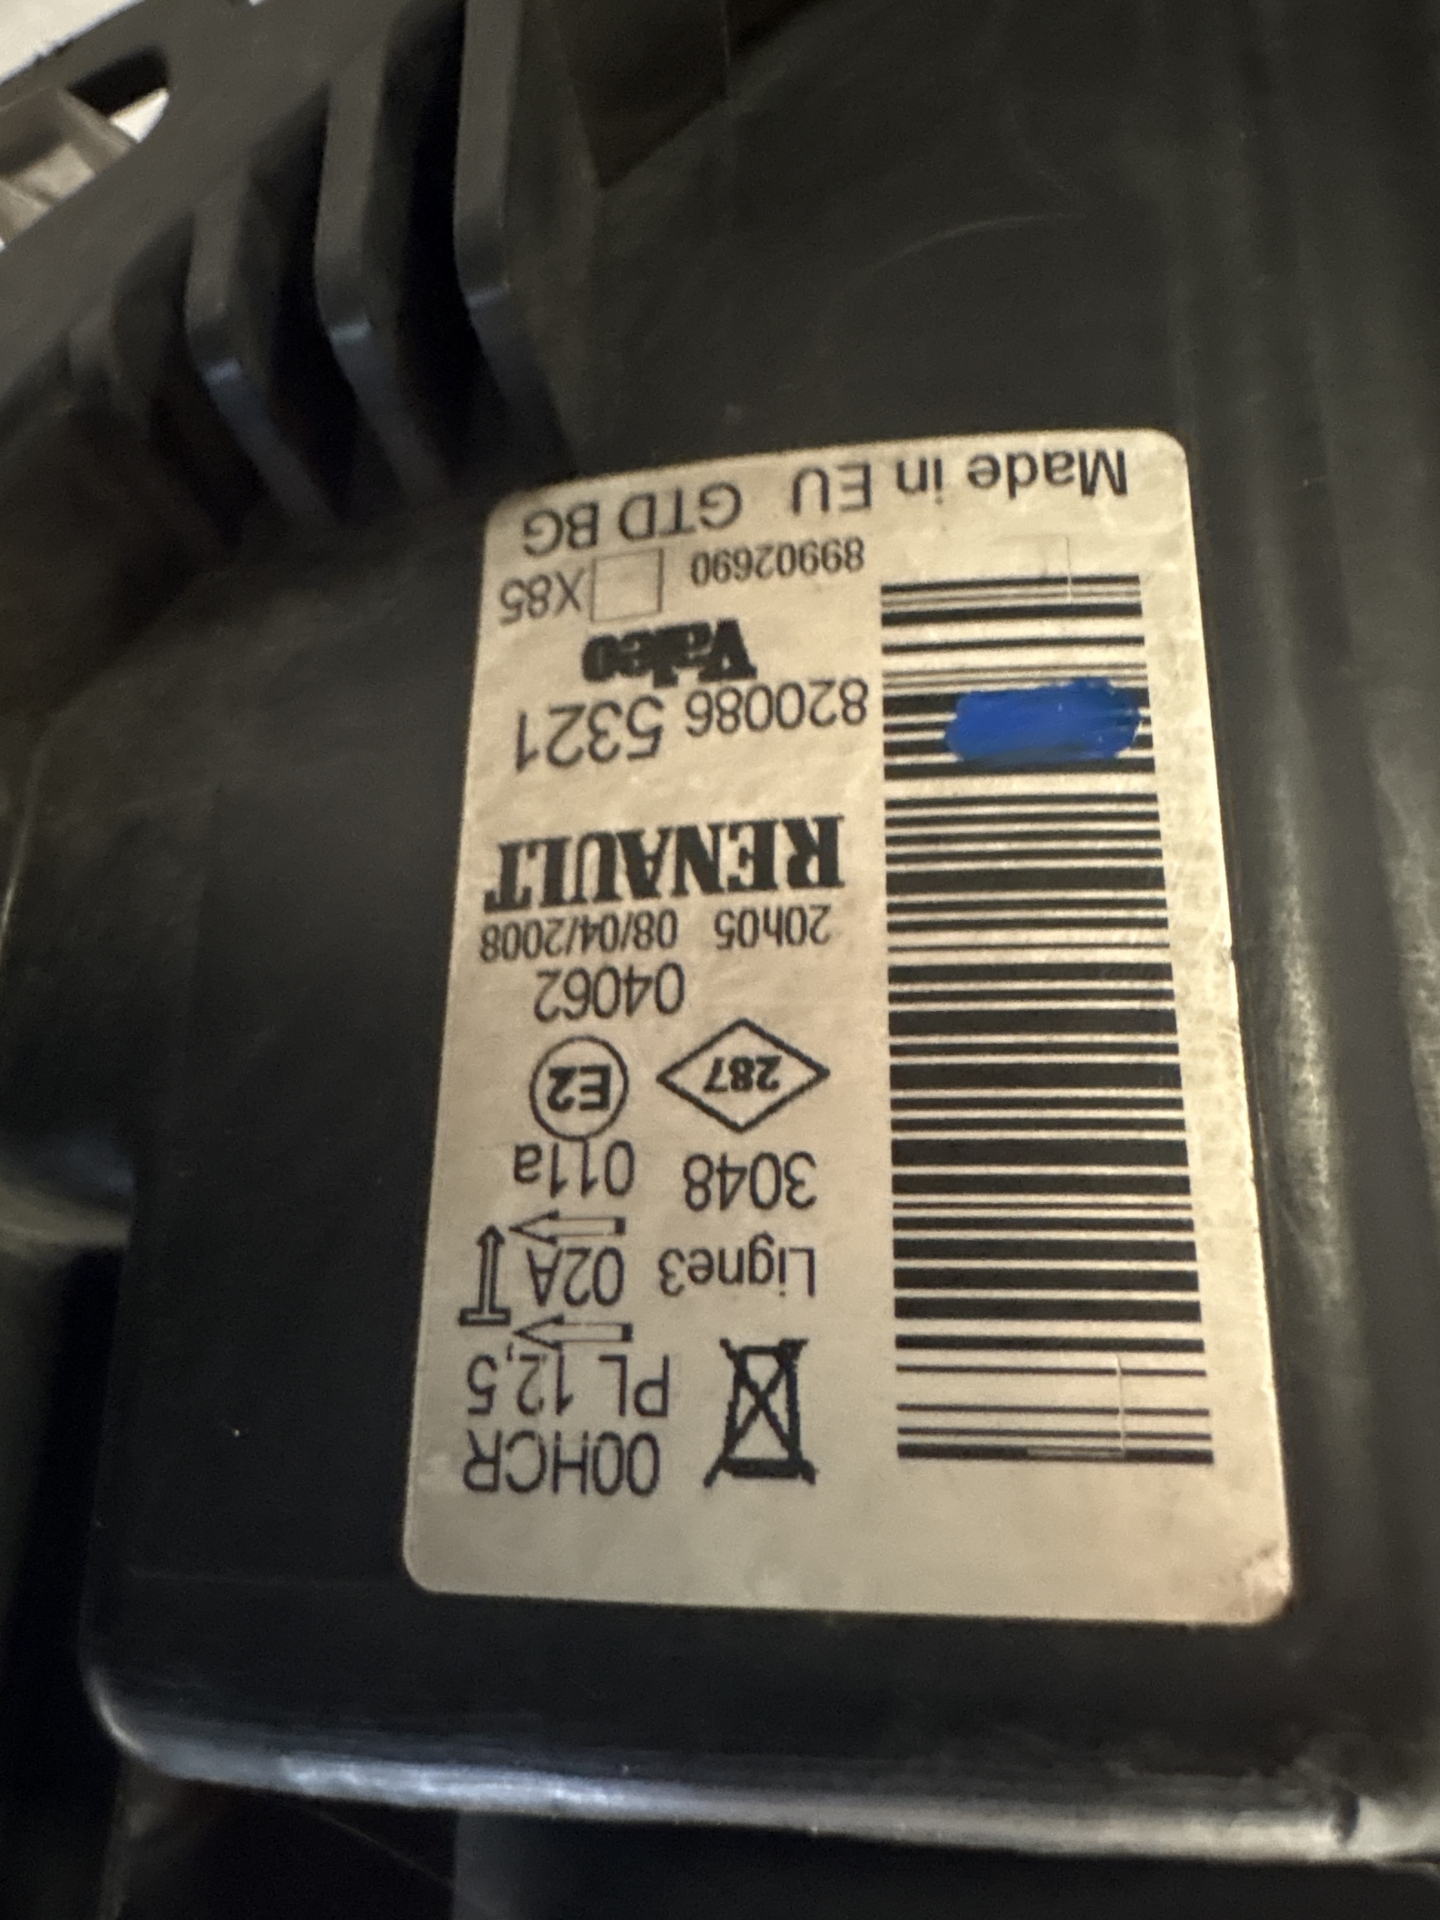 00HCR
PL 12,5
Ligne3 02A
3048 011a
287 E2
04062
20h05 08/04/2008
RENAULT
820086 5321
Valeo
89902690 X85
Made in EU GTD BG